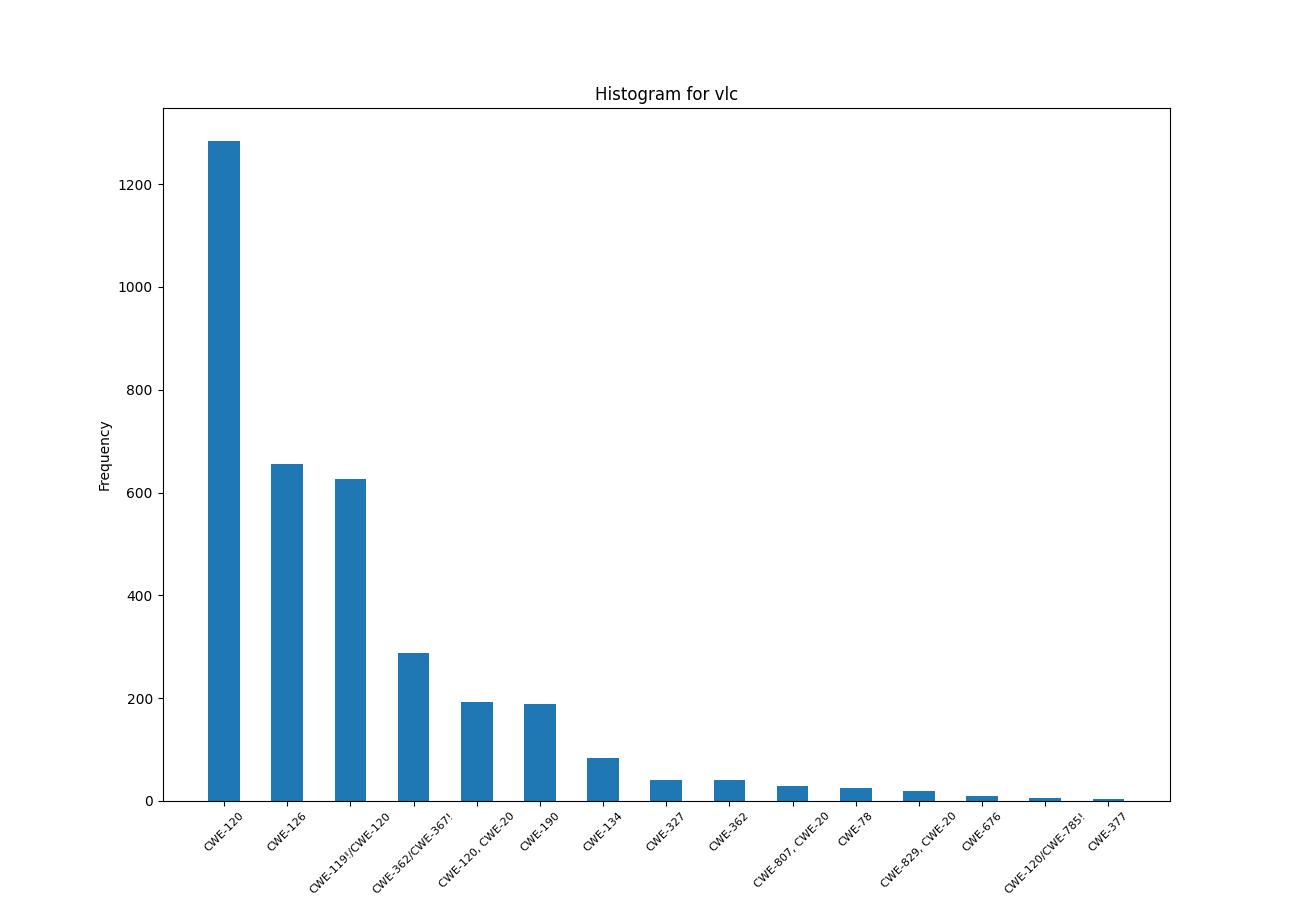 Histogram for vlc
1200
1000
800
600
400
200
0
Frequency
CWE-120
CWE-126
CWE-119!/CWE-120
CWE-362/CWE-367!
CWE-120, CWE-20
CWE-190
CWE-134
CWE-327
CWE-362
CWE-807, CWE-20
CWE-78
CWE-829, CWE-20
CWE-676
CWE-120/CWE-785!
CWE-377